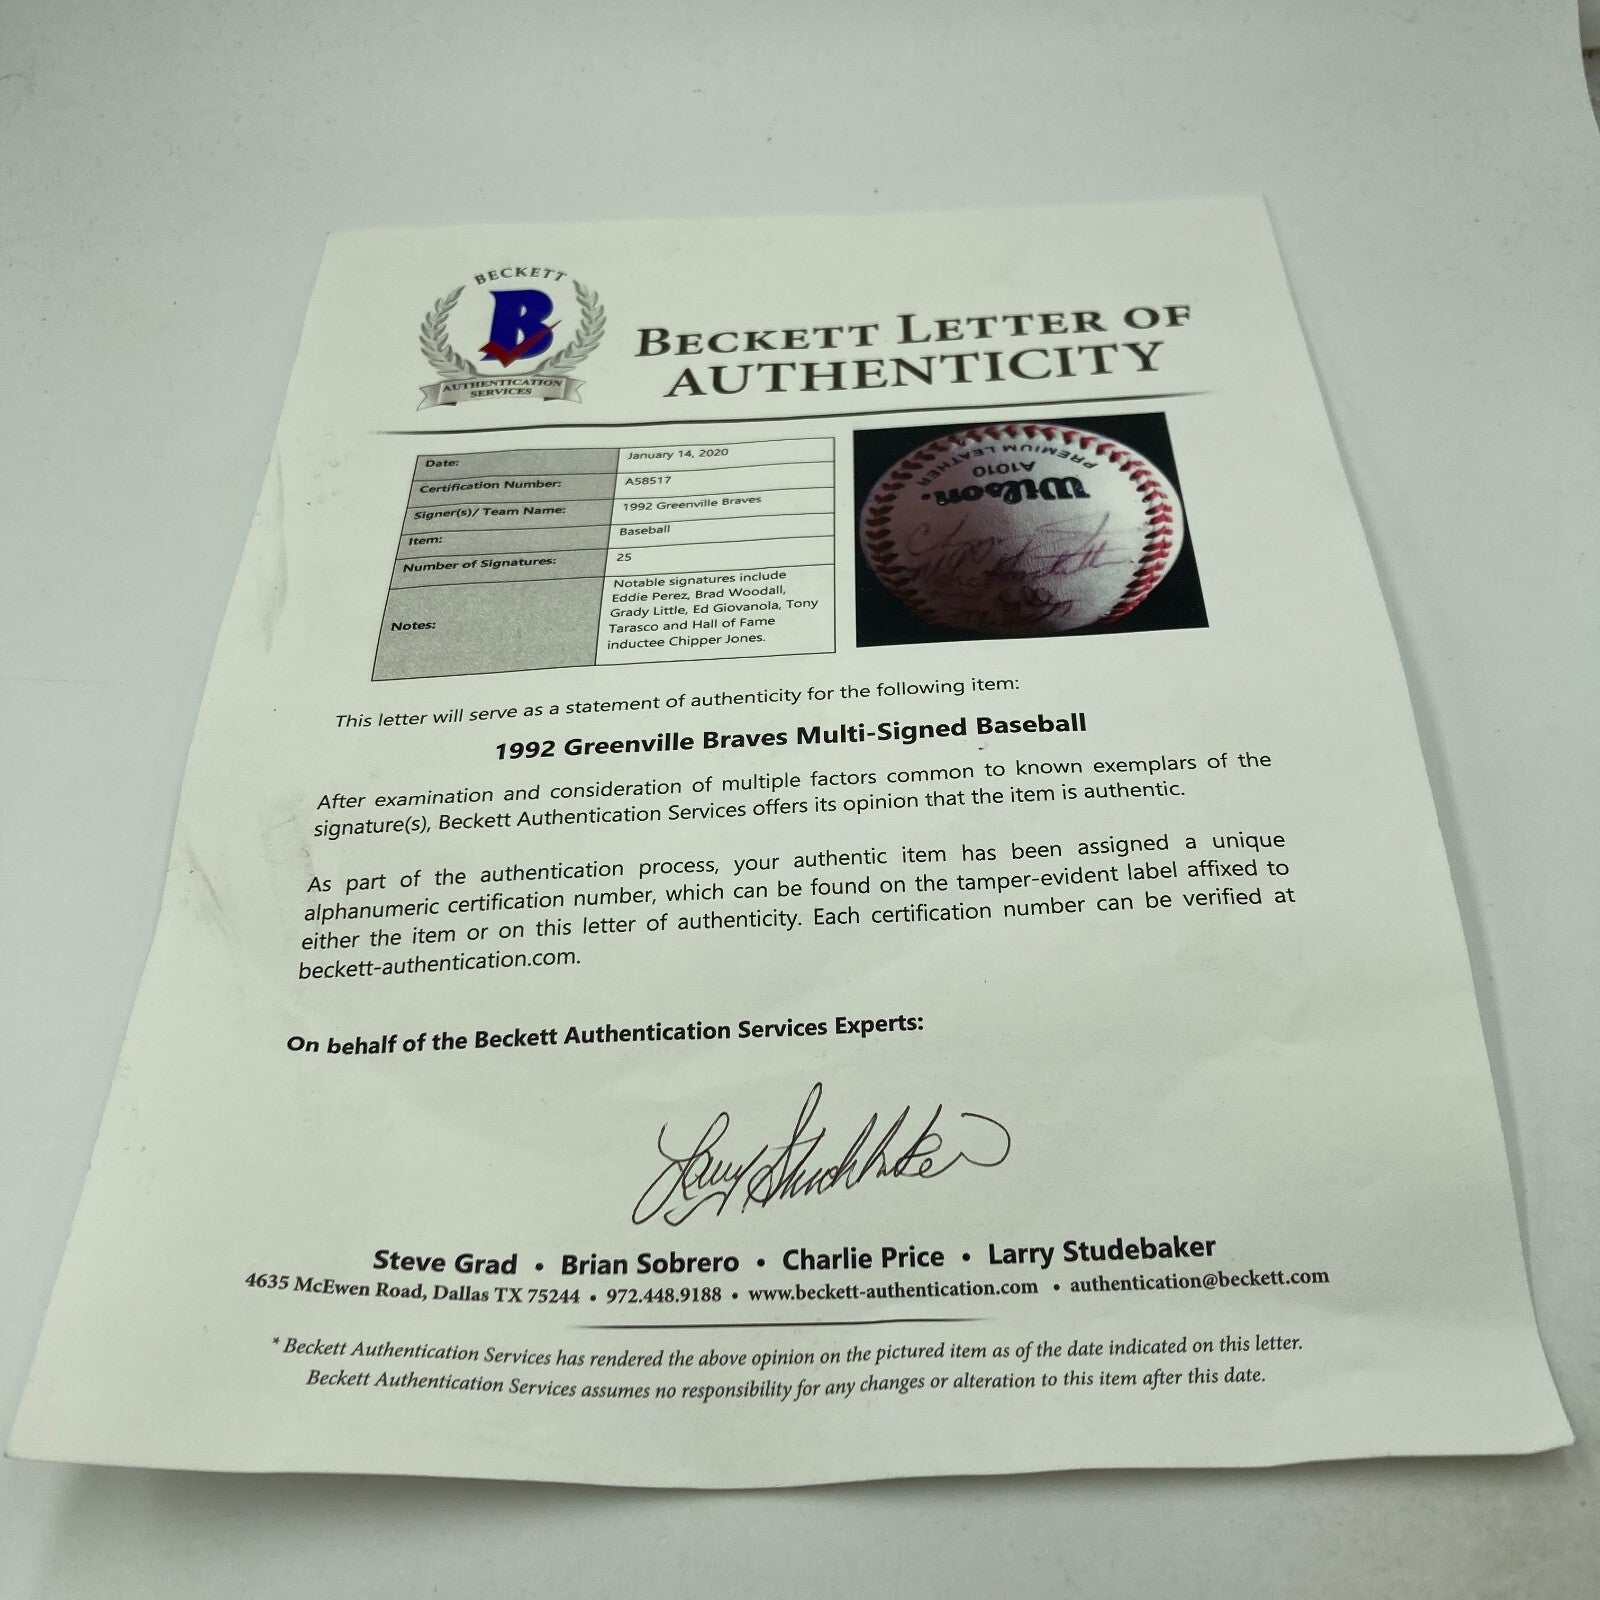 BECKETT
B
AUTHENTICATION
SERVICES
BECKETT LETTER OF
AUTHENTICITY
Date: January 14, 2020
Certification Number: A58517
Signer(s)/ Team Name: 1992 Greenville Braves
Item: Baseball
Number of Signatures: 25
Notes: Notable signatures include
Eddie Perez, Brad Woodall,
Grady Little, Ed Giovanola, Tony
Tarasco and Hall of Fame
inductee Chipper Jones.
PREMIUM LEATHER
A1010
Wilson.
This letter will serve as a statement of authenticity for the following item:
1992 Greenville Braves Multi-Signed Baseball
After examination and consideration of multiple factors common to known exemplars of the
signature(s), Beckett Authentication Services offers its opinion that the item is authentic.
As part of the authentication process, your authentic item has been assigned a unique
alphanumeric certification number, which can be found on the tamper-evident label affixed to
either the item or on this letter of authenticity. Each certification number can be verified at
beckett-authentication.com.
On behalf of the Beckett Authentication Services Experts:
Larry Studebaker
Steve Grad • Brian Sobrero • Charlie Price • Larry Studebaker
4635 McEwen Road, Dallas TX 75244 • 972.448.9188 • www.beckett-authentication.com • authentication@beckett.com
* Beckett Authentication Services has rendered the above opinion on the pictured item as of the date indicated on this letter.
Beckett Authentication Services assumes no responsibility for any changes or alteration to this item after this date.